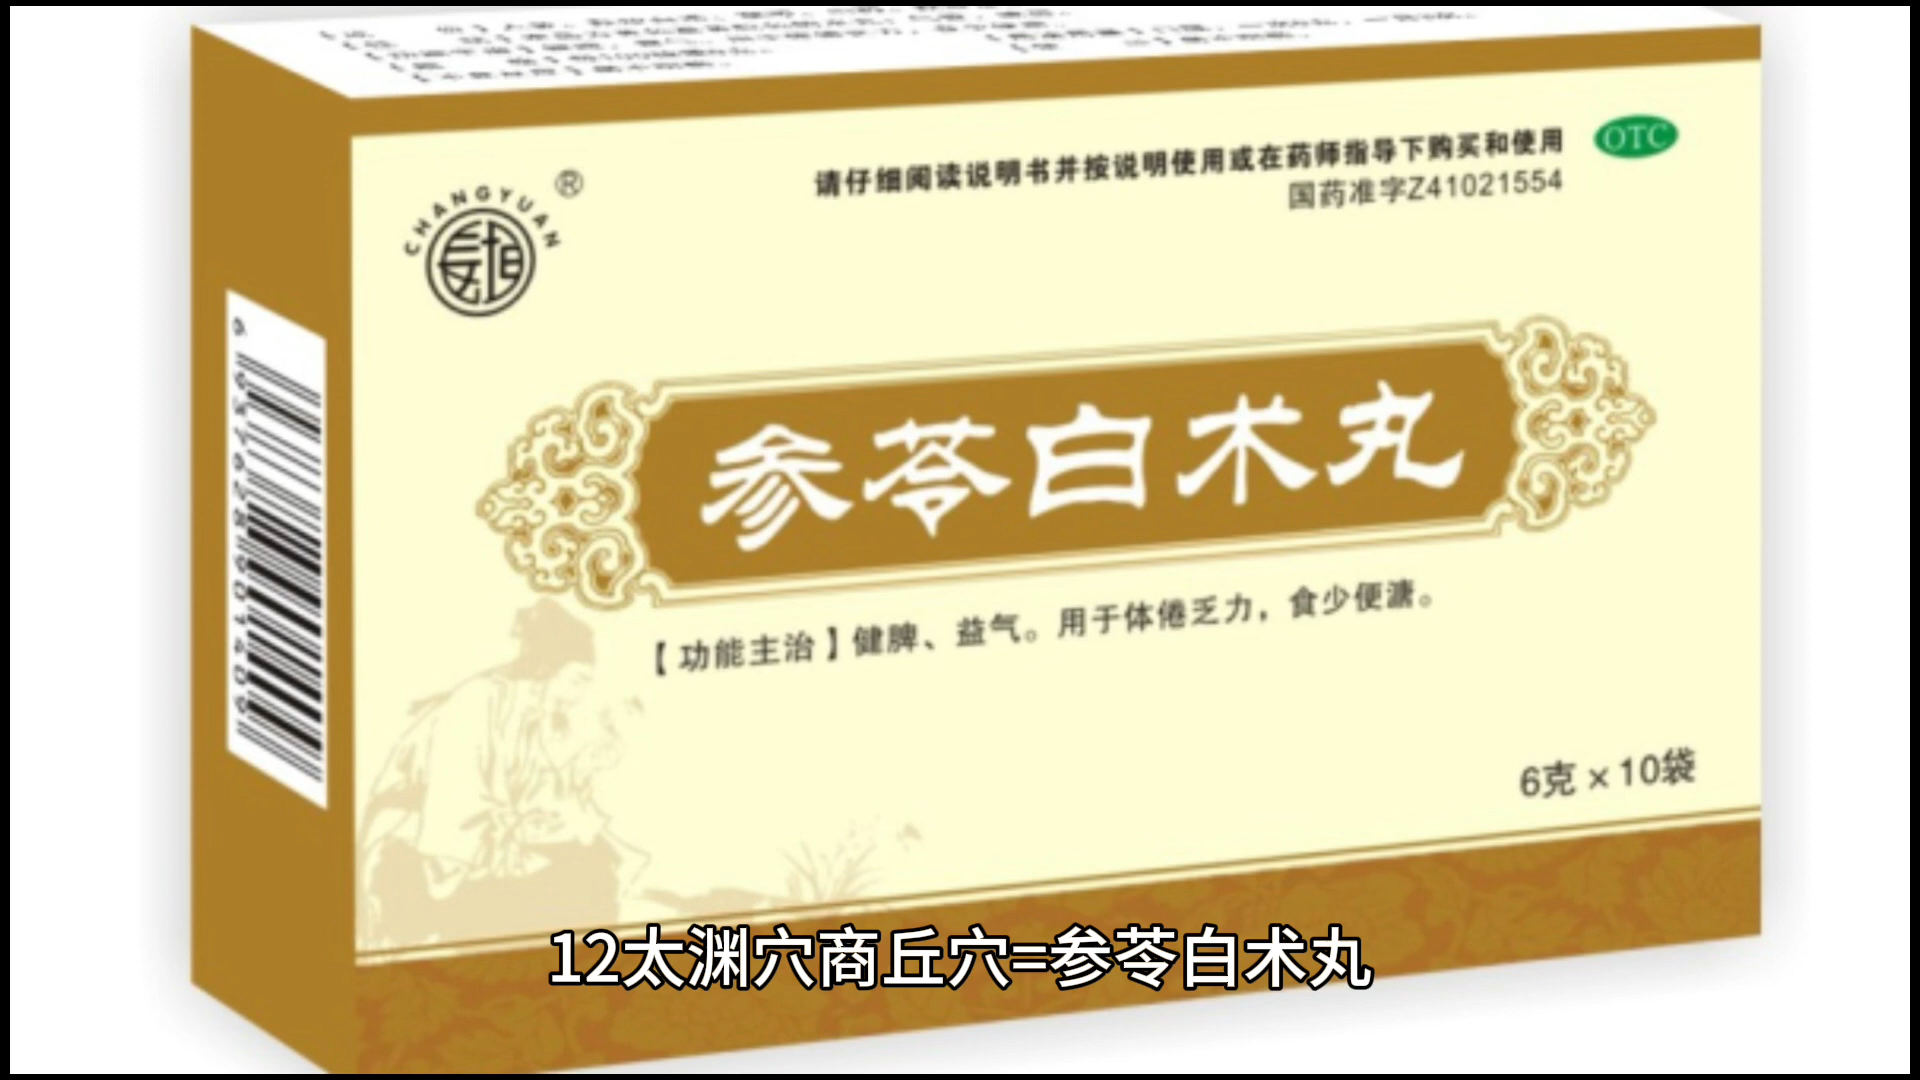 CHANGYUAN
®
请仔细阅读说明书并按说明使用或在药师指导下购买和使用
OTC
国药准字Z41021554
参苓白术丸
【功能主治】健脾、益气。用于体倦乏力，食少便溏。
6克×10袋
12太渊穴商丘穴=参苓白术丸